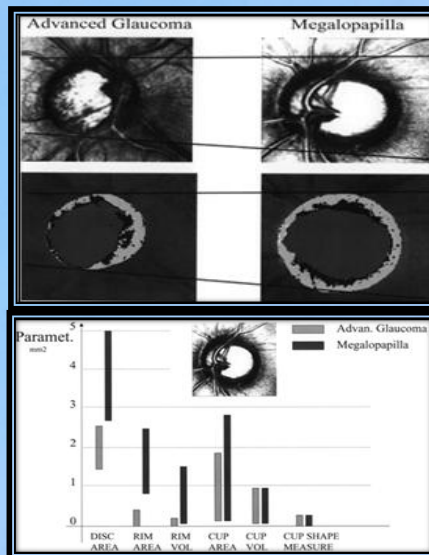 Advanced Glaucoma Megalopapilla
Paramet.
mm2
Advan. Glaucoma
Megalopapilla
5
4
3
2
1
0
DISC AREA
RIM AREA
RIM VOL
CUP AREA
CUP VOL
CUP SHAPE MEASURE